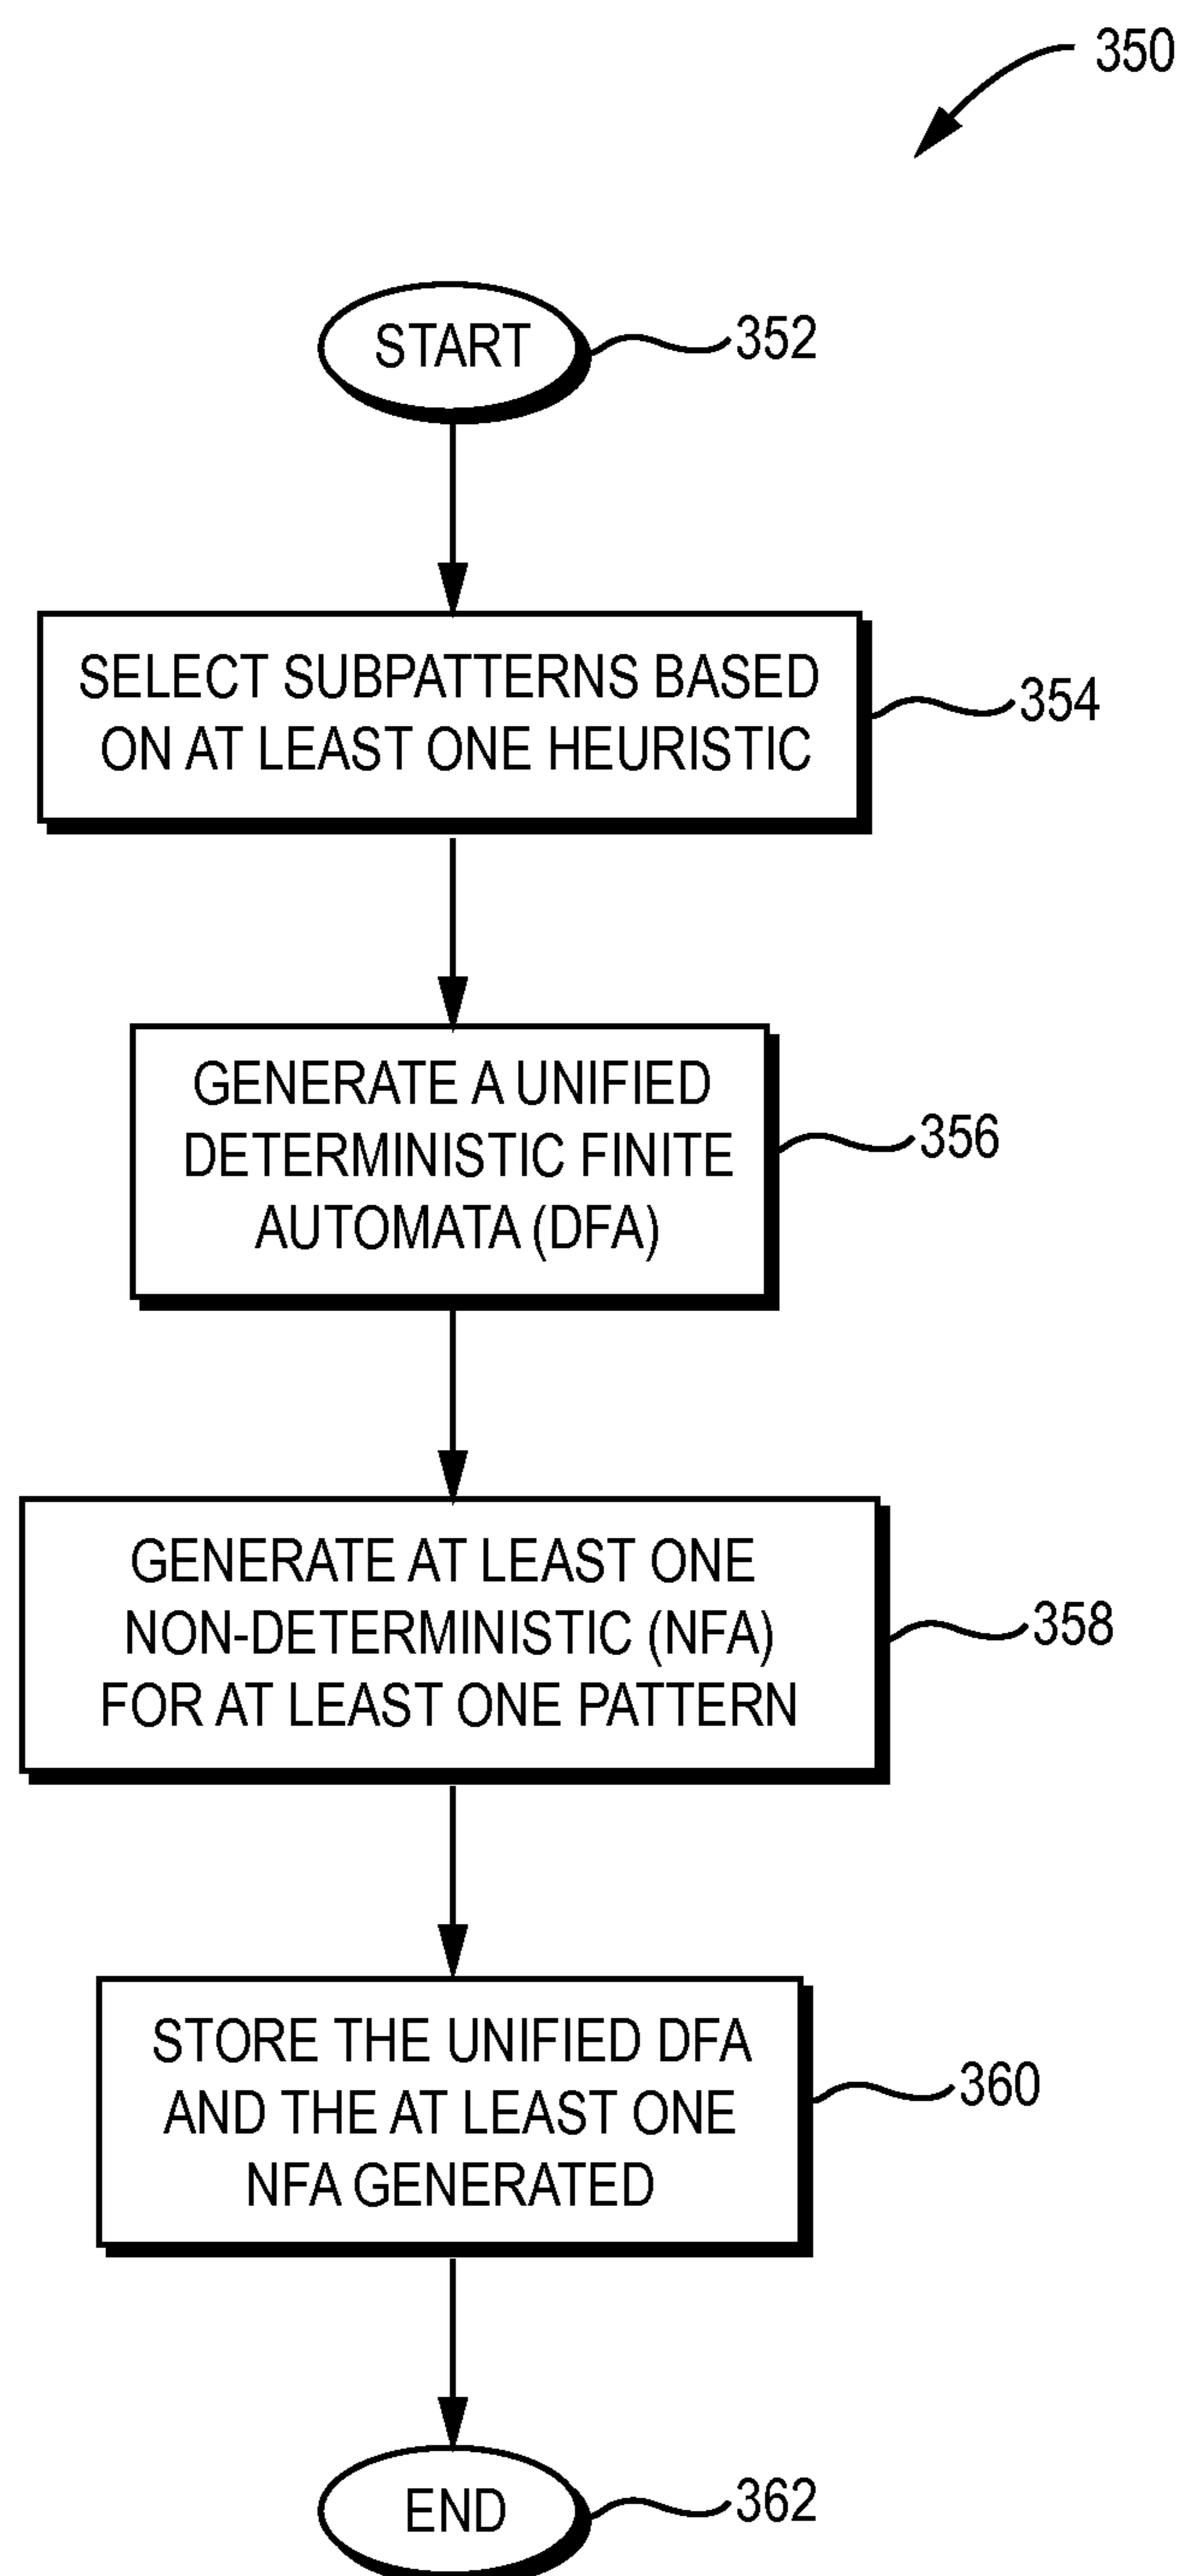 350
START
352
SELECT SUBPATTERNS BASED
ON AT LEAST ONE HEURISTIC
354
GENERATE A UNIFIED
DETERMINISTIC FINITE
AUTOMATA (DFA)
356
GENERATE AT LEAST ONE
NON-DETERMINISTIC (NFA)
FOR AT LEAST ONE PATTERN
358
STORE THE UNIFIED DFA
AND THE AT LEAST ONE
NFA GENERATED
360
END
362